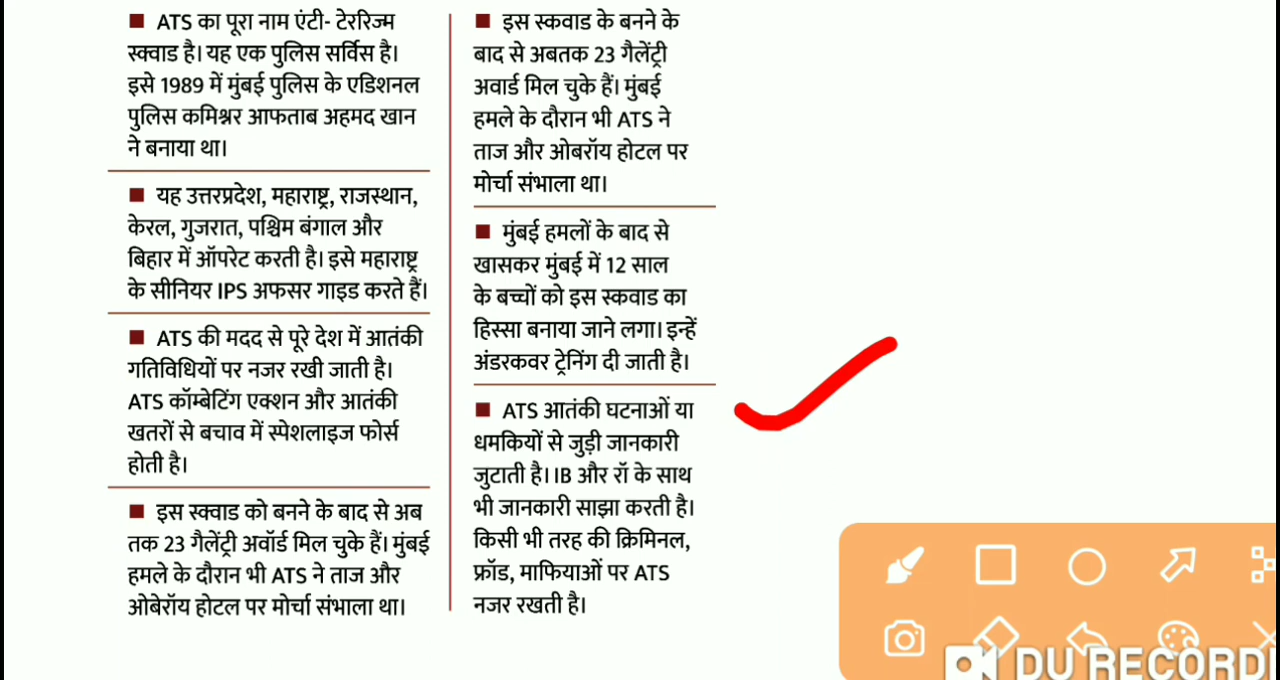 ■ ATS का पूरा नाम एंटी- टेररिज्म
स्क्वाड है। यह एक पुलिस सर्विस है।
इसे 1989 में मुंबई पुलिस के एडिशनल
पुलिस कमिश्नर आफताब अहमद खान
ने बनाया था।
■ यह उत्तरप्रदेश, महाराष्ट्र, राजस्थान,
केरल, गुजरात, पश्चिम बंगाल और
बिहार में ऑपरेट करती है। इसे महाराष्ट्र
के सीनियर IPS अफसर गाइड करते हैं।
■ ATS की मदद से पूरे देश में आतंकी
गतिविधियों पर नजर रखी जाती है।
ATS कॉम्बेटिंग एक्शन और आतंकी
खतरों से बचाव में स्पेशलाइज फोर्स
होती है।
■ इस स्क्वाड को बनने के बाद से अब
तक 23 गैलेंट्री अवॉर्ड मिल चुके हैं। मुंबई
हमले के दौरान भी ATS ने ताज और
ओबेरॉय होटल पर मोर्चा संभाला था।
■ इस स्कवाड के बनने के
बाद से अबतक 23 गैलेंट्री
अवार्ड मिल चुके हैं। मुंबई
हमले के दौरान भी ATS ने
ताज और ओबरॉय होटल पर
मोर्चा संभाला था।
■ मुंबई हमलों के बाद से
खासकर मुंबई में 12 साल
के बच्चों को इस स्कवाड का
हिस्सा बनाया जाने लगा। इन्हें
अंडरकवर ट्रेनिंग दी जाती है।
■ ATS आतंकी घटनाओं या
धमकियों से जुड़ी जानकारी
जुटाती है। IB और रॉ के साथ
भी जानकारी साझा करती है।
किसी भी तरह की क्रिमिनल,
फ्रॉड, माफियाओं पर ATS
नजर रखती है।
DU RECORD